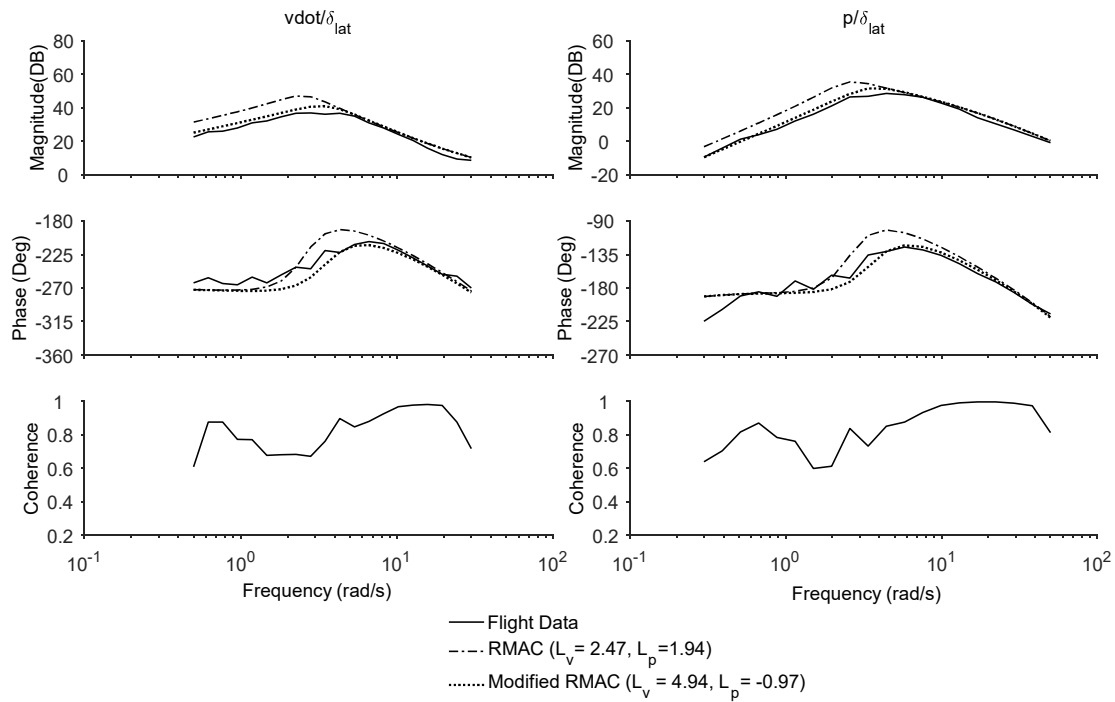 vdot/δlat
p/δlat
Magnitude(DB)
80
60
40
20
0
Magnitude(DB)
60
40
20
0
-20
Phase (Deg)
-180
-225
-270
-315
-360
Phase (Deg)
-90
-135
-180
-225
-270
Coherence
1
0.8
0.6
0.4
0.2
10-1
100
101
102
Frequency (rad/s)
Coherence
1
0.8
0.6
0.4
0.2
10-1
100
101
102
Frequency (rad/s)
Flight Data
RMAC (Lv= 2.47, Lp=1.94)
Modified RMAC (Lv = 4.94, Lp= -0.97)